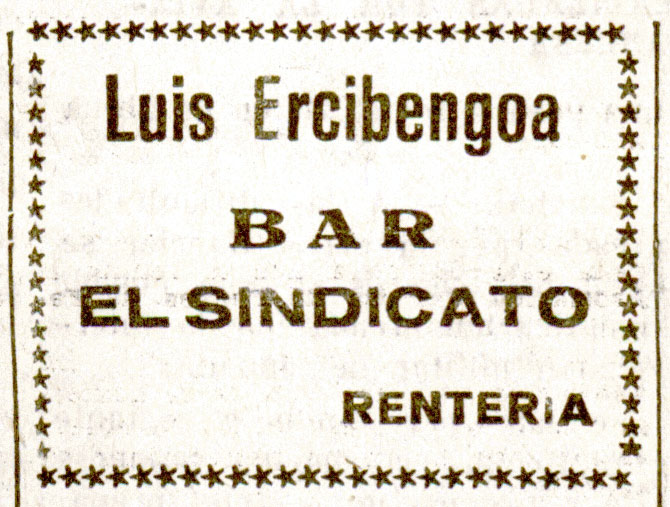 Luis Ercibengoa
BAR
EL SINDICATO
RENTERIA